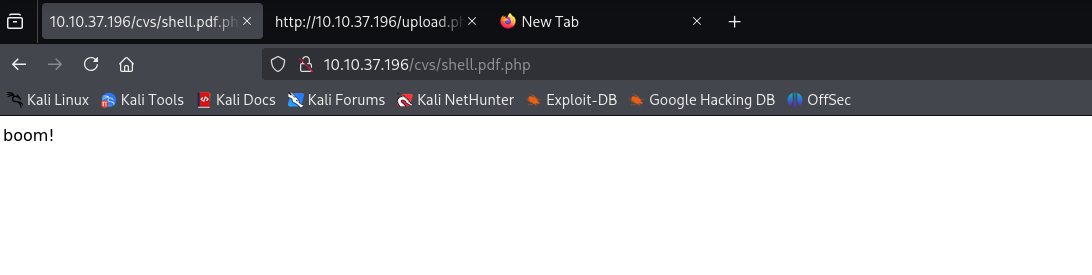 10.10.37.196/cvs/shell.pdf.ph
http://10.10.37.196/upload.ph
New Tab
10.10.37.196/cvs/shell.pdf.php
Kali Linux
Kali Tools
Kali Docs
Kali Forums
Kali NetHunter
Exploit-DB
Google Hacking DB
OffSec
boom!